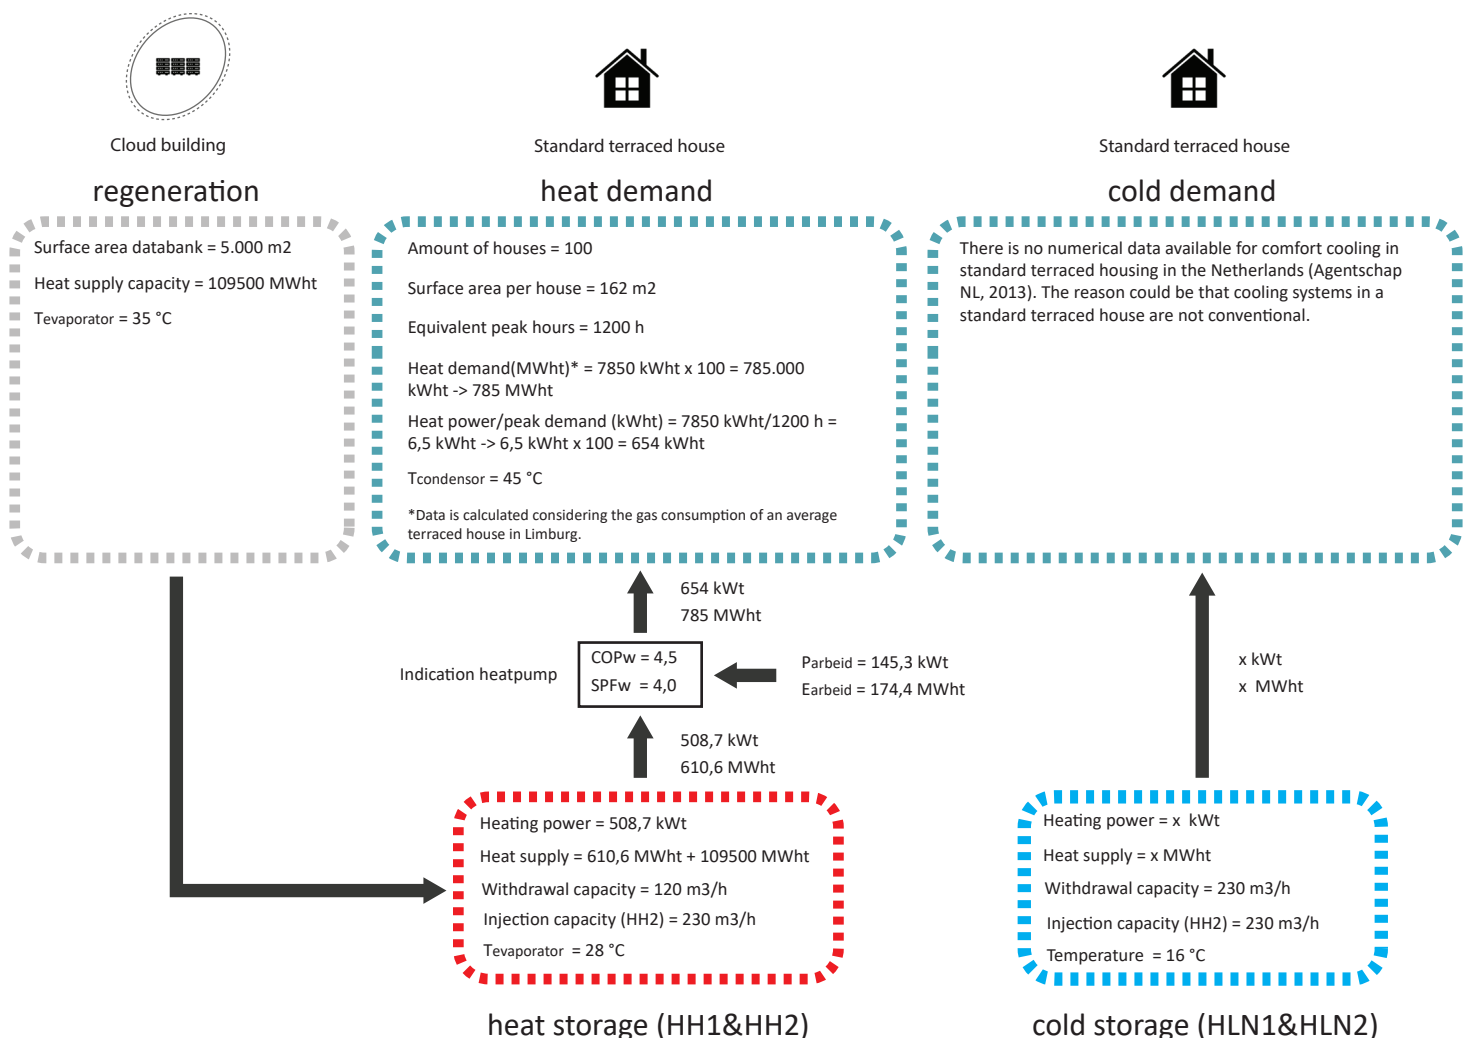 Cloud building
regeneration
Surface area databank = 5.000 m2
Heat supply capacity = 109500 MWht
Tevaporator = 35 °C
Standard terraced house
heat demand
Amount of houses = 100
Surface area per house = 162 m2
Equivalent peak hours = 1200 h
Heat demand(MWht)* = 7850 kWht x 100 = 785.000
kWht -> 785 MWht
Heat power/peak demand (kWht) = 7850 kWht/1200 h =
6,5 kWht -> 6,5 kWht x 100 = 654 kWht
Tcondensor = 45 °C
*Data is calculated considering the gas consumption of an average
terraced house in Limburg.
Standard terraced house
cold demand
There is no numerical data available for comfort cooling in
standard terraced housing in the Netherlands (Agentschap
NL, 2013). The reason could be that cooling systems in a
standard terraced house are not conventional.
654 kWt
785 MWht
Indication heatpump
COPw = 4,5
SPFw = 4,0
Parbeid = 145,3 kWt
Earbeid = 174,4 MWht
508,7 kWt
610,6 MWht
x kWt
x MWht
Heating power = 508,7 kWt
Heat supply = 610,6 MWht + 109500 MWht
Withdrawal capacity = 120 m3/h
Injection capacity (HH2) = 230 m3/h
Tevaporator = 28 °C
heat storage (HH1&HH2)
Heating power = x kWt
Heat supply = x MWht
Withdrawal capacity = 230 m3/h
Injection capacity (HH2) = 230 m3/h
Temperature = 16 °C
cold storage (HLN1&HLN2)